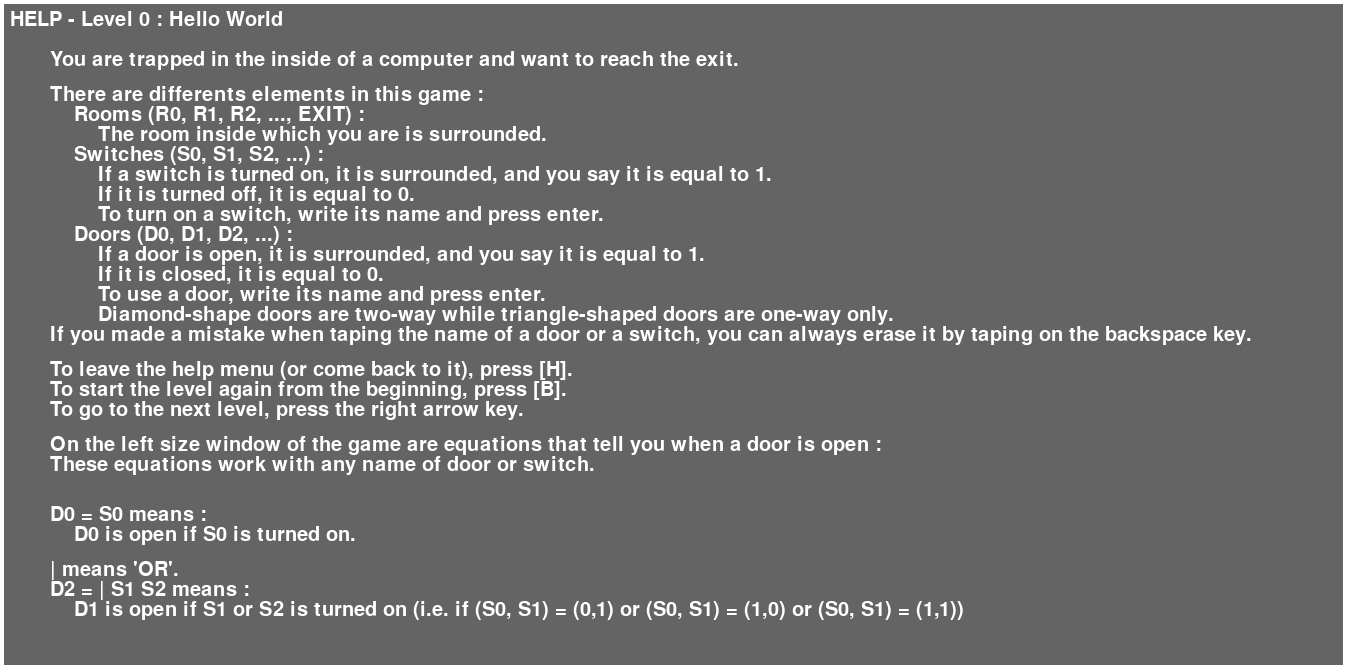 HELP - Level 0 : Hello World
You are trapped in the inside of a computer and want to reach the exit.
There are differents elements in this game :
Rooms (R0, R1, R2, ..., EXIT) :
The room inside which you are is surrounded.
Switches (S0, S1, S2, ...) :
If a switch is turned on, it is surrounded, and you say it is equal to 1.
If it is turned off, it is equal to 0.
To turn on a switch, write its name and press enter.
Doors (D0, D1, D2, ...) :
If a door is open, it is surrounded, and you say it is equal to 1.
If it is closed, it is equal to 0.
To use a door, write its name and press enter.
Diamond-shape doors are two-way while triangle-shaped doors are one-way only.
If you made a mistake when taping the name of a door or a switch, you can always erase it by taping on the backspace key.
To leave the help menu (or come back to it), press [H].
To start the level again from the beginning, press [B].
To go to the next level, press the right arrow key.
On the left size window of the game are equations that tell you when a door is open :
These equations work with any name of door or switch.
D0 = S0 means :
D0 is open if S0 is turned on.
| means 'OR'.
D2 = | S1 S2 means :
D1 is open if S1 or S2 is turned on (i.e. if (S0, S1) = (0,1) or (S0, S1) = (1,0) or (S0, S1) = (1,1))